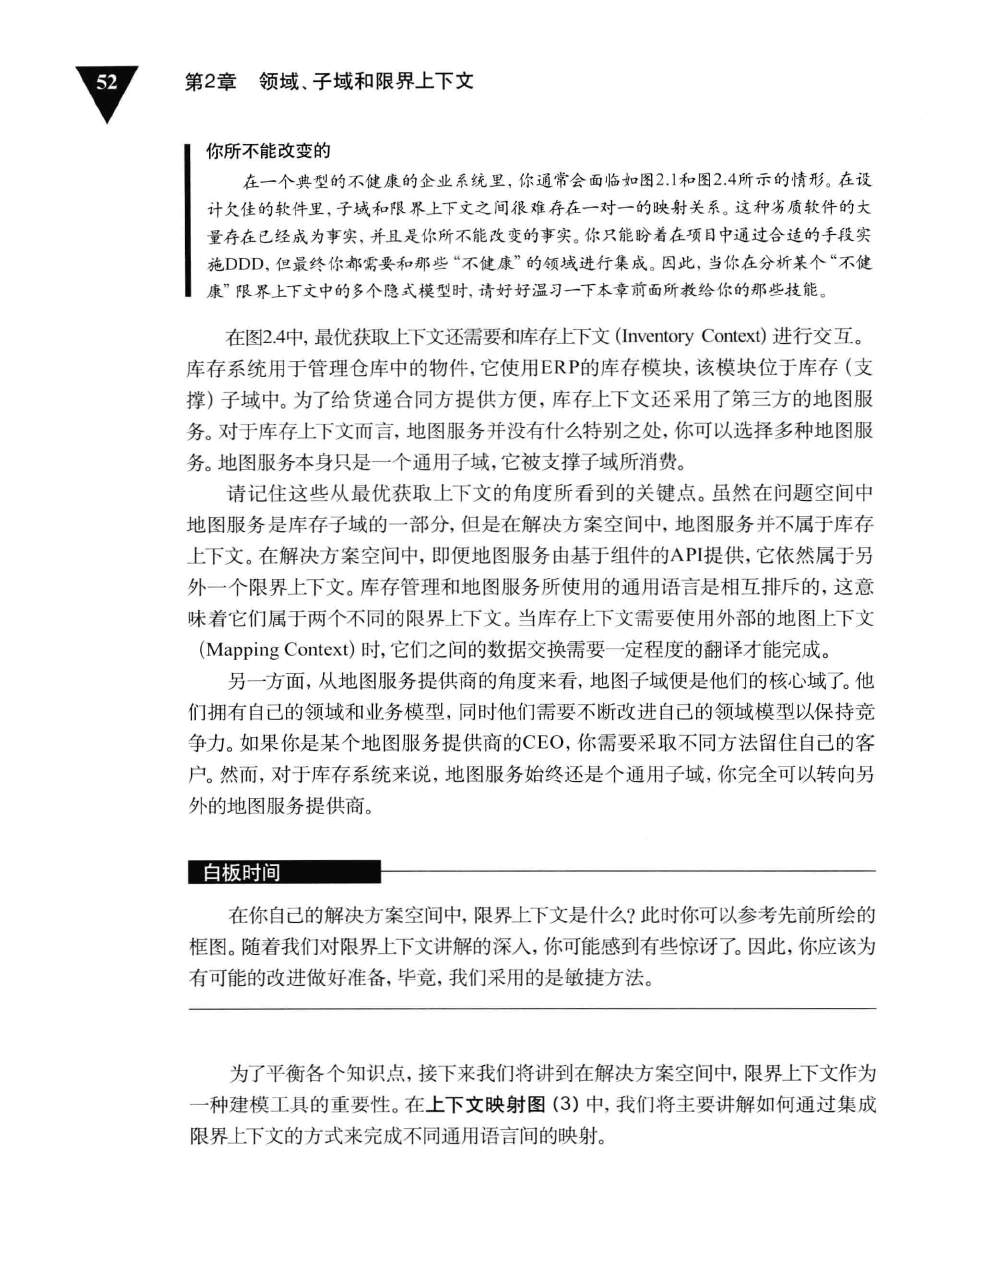 52
第2章 领域、子域和限界上下文
你所不能改变的
在一个典型的不健康的企业系统里，你通常会面临如图2.1和图2.4所示的情形。在设
计欠佳的软件里，子域和限界上下文之间很难存在一对一的映射关系。这种劣质软件的大
量存在已经成为事实，并且是你所不能改变的事实。你只能盼着在项目中通过合适的手段实
施DDD，但最终你都需要和那些“不健康”的领域进行集成。因此，当你在分析某个“不健
康”限界上下文中的多个隐式模型时，请好好温习一下本章前面所教给你的那些技能。
在图2.4中，最优获取上下文还需要和库存上下文（Inventory Context）进行交互。
库存系统用于管理仓库中的物件，它使用ERP的库存模块，该模块位于库存（支
撑）子域中。为了给货递合同方提供方便，库存上下文还采用了第三方的地图服
务。对于库存上下文而言，地图服务并没有什么特别之处，你可以选择多种地图服
务。地图服务本身只是一个通用子域，它被支撑子域所消费。
请记住这些从最优获取上下文的角度所看到的关键点。虽然在问题空间中
地图服务是库存子域的一部分，但是在解决方案空间中，地图服务并不属于库存
上下文。在解决方案空间中，即便地图服务由基于组件的API提供，它依然属于另
外一个限界上下文。库存管理和地图服务所使用的通用语言是相互排斥的，这意
味着它们属于两个不同的限界上下文。当库存上下文需要使用外部的地图上下文
（Mapping Context）时，它们之间的数据交换需要一定程度的翻译才能完成。
另一方面，从地图服务提供商的角度来看，地图子域便是他们的核心域了。他
们拥有自己的领域和业务模型，同时他们需要不断改进自己的领域模型以保持竞
争力。如果你是某个地图服务提供商的CEO，你需要采取不同方法留住自己的客
户。然而，对于库存系统来说，地图服务始终还是个通用子域，你完全可以转向另
外的地图服务提供商。
白板时间
在你自己的解决方案空间中，限界上下文是什么？此时你可以参考先前所绘的
框图。随着我们对限界上下文讲解的深入，你可能感到有些惊讶了。因此，你应该为
有可能的改进做好准备，毕竟，我们采用的是敏捷方法。
为了平衡各个知识点，接下来我们将讲到在解决方案空间中，限界上下文作为
一种建模工具的重要性。在上下文映射图（3）中，我们将主要讲解如何通过集成
限界上下文的方式来完成不同通用语言间的映射。